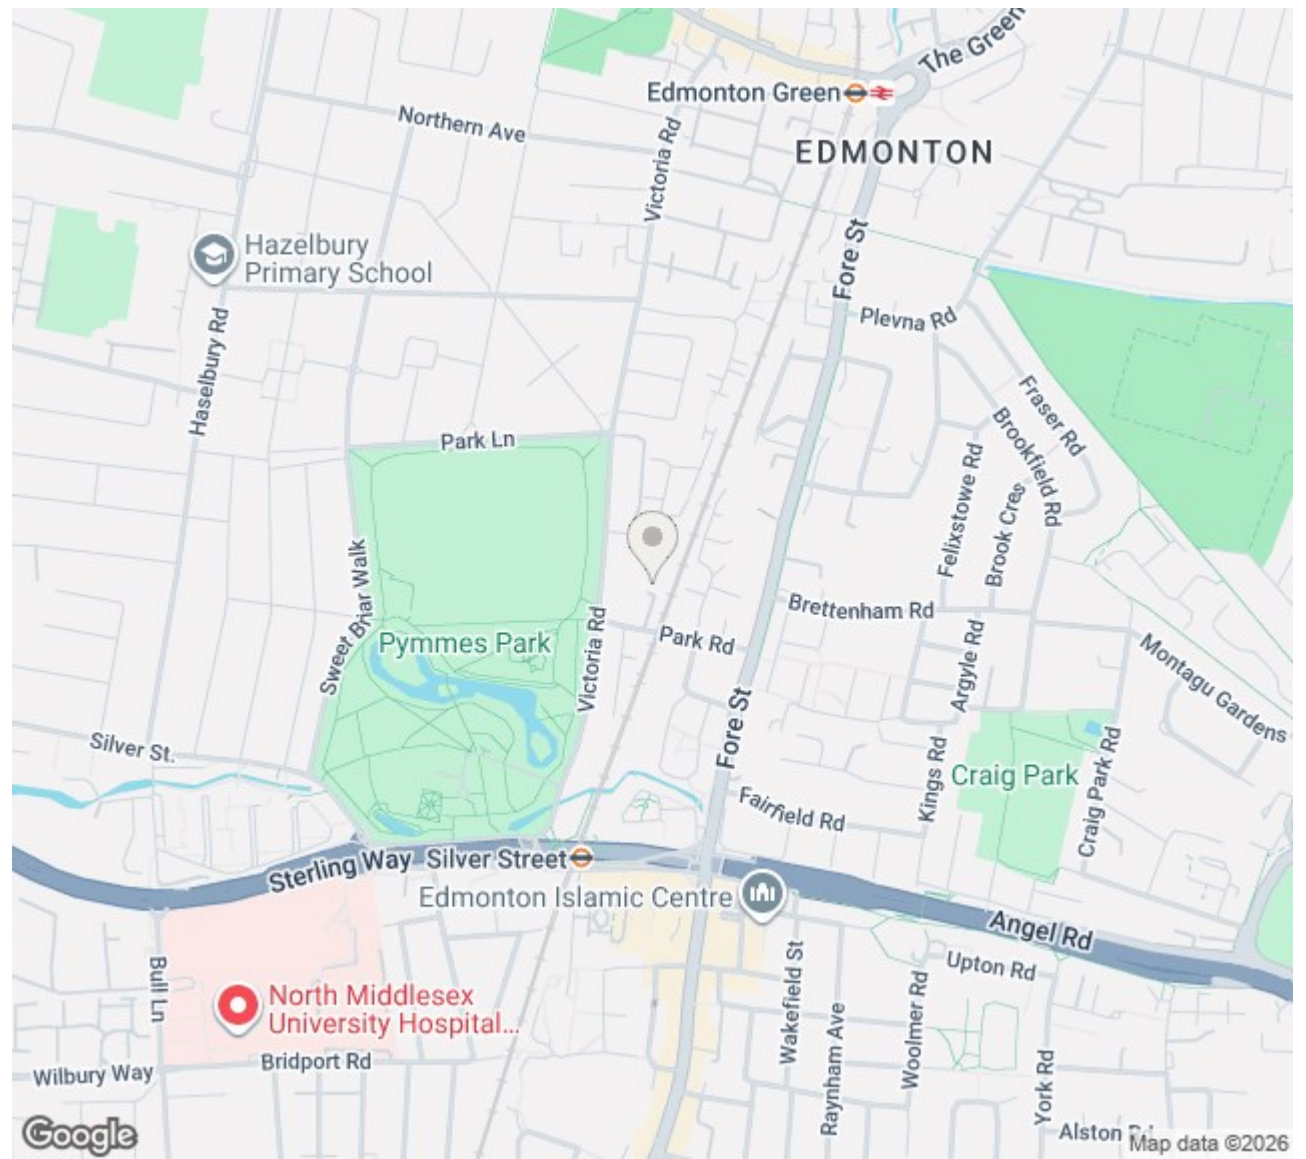 The Green
Edmonton Green
Northern Ave
Victoria Rd
EDMONTON
Hazelbury
Primary School
Fore St
Plevna Rd
Haselbury Rd
Fraser Rd
Brookfield Rd
Park Ln
Felixstowe Rd
Brook Cres
Sweet Briar Walk
Brettenham Rd
Victoria Rd
Pymmes Park
Park Rd
Argyle Rd
Montagu Gardens
Silver St.
Fore St
Kings Rd
Craig Park
Craig Park Rd
Fairfield Rd
Sterling Way
Silver Street
Edmonton Islamic Centre
Angel Rd
Bull Ln
Wakefield St
Upton Rd
North Middlesex
University Hospital...
Raynham Ave
Woolmer Rd
Bridport Rd
Wilbury Way
York Rd
Alston Rd
Google
Map data ©2026